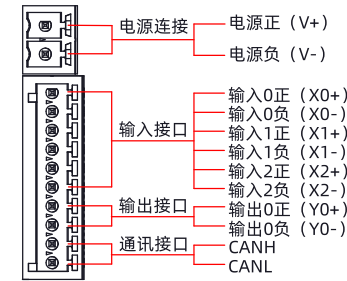 电源连接
电源正（V+）
电源负（V-）
输入接口
输入0正（X0+）
输入0负（X0-）
输入1正（X1+）
输入1负（X1-）
输入2正（X2+）
输入2负（X2-）
输出接口
输出0正（Y0+）
输出0负（Y0-）
通讯接口
CANH
CANL